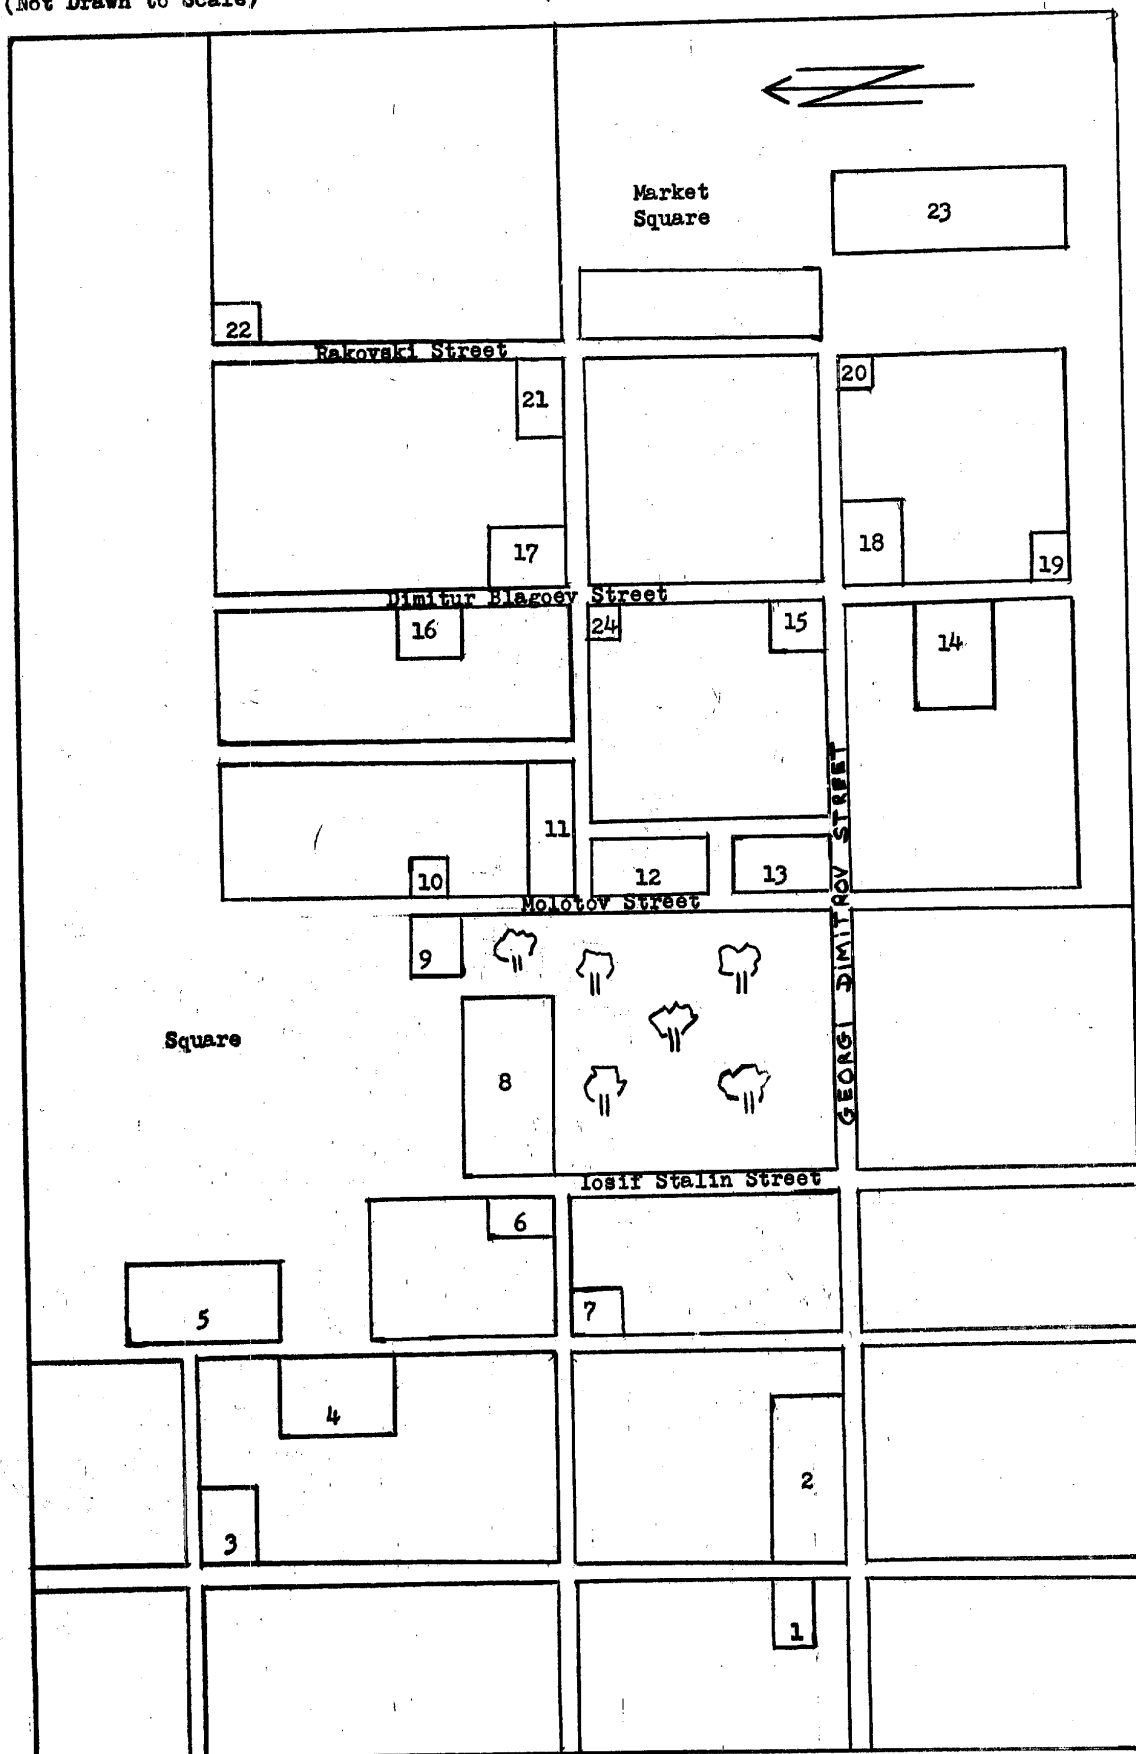 (Not Drawn to Scale)
N
Market
Square
23
22
Rakovski Street
20
21
18
17
19
Dimitur Blagoev Street
24
15
16
14
11
10
12
13
Molotov Street
GEORGI DIMITROV STREET
9
Square
8
Iosif Stalin Street
6
7
5
4
2
3
1